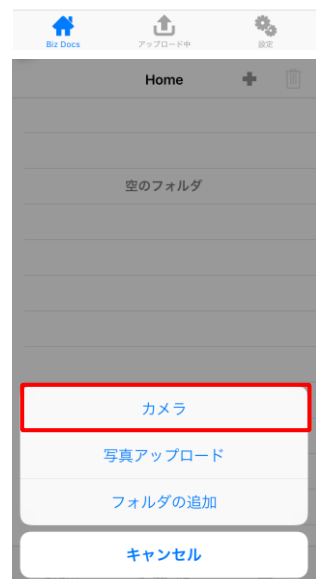 Biz Docs
アップロード中
設定
Home
空のフォルダ
カメラ
写真アップロード
フォルダの追加
キャンセル